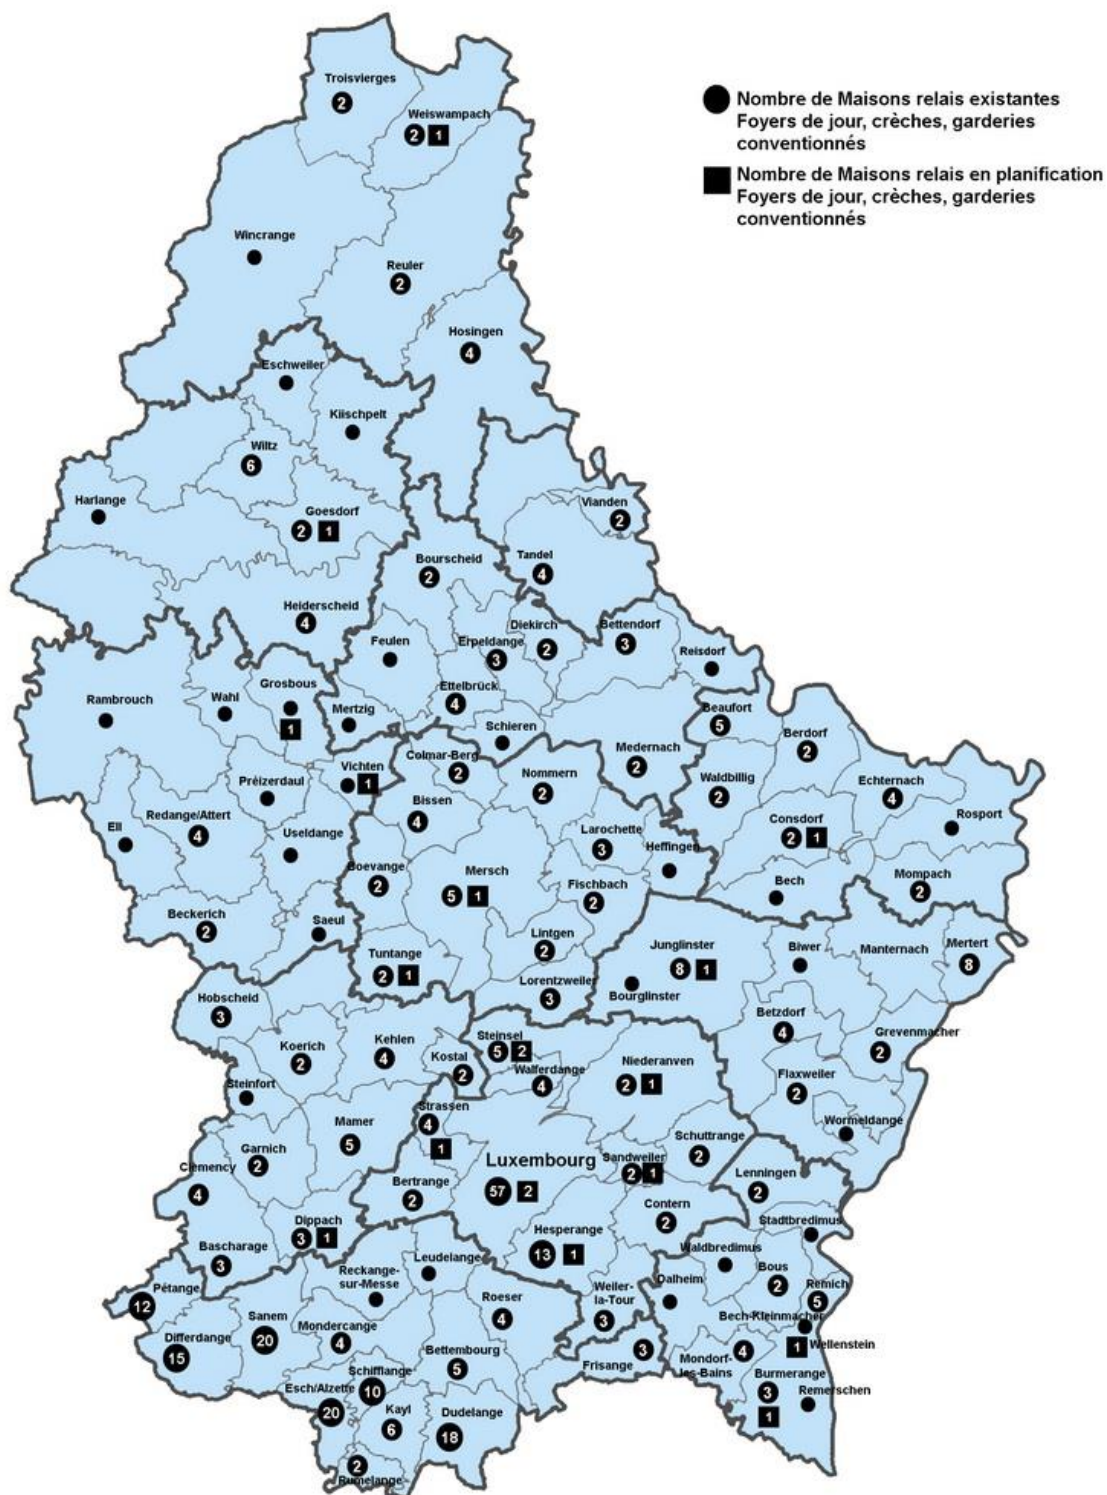 Troisvierges
2
Weiswampach
2 1
Nombre de Maisons relais existantes
Foyers de jour, crèches, garderies
conventionnés
Nombre de Maisons relais en planification
Foyers de jour, crèches, garderies
conventionnés
Wincrange
Reuler
2
Hosingen
4
Eschweiler
Kiischpelt
Wiltz
6
Harlange
Goesdorf
2 1
Vianden
2
Bourscheid
2
Tandel
4
Heiderscheid
4
Feulen
Erpeldange
3
Diekirch
2
Bettendorf
3
Reisdorf
Rambrouch
Wahl
Grosbous
1
Mertzig
Ettelbrück
4
Schieren
Medernach
2
Beaufort
5
Berdorf
2
Vichten
1
Colmar-Berg
2
Nommern
2
Waldbillig
2
Echternach
4
Préizerdaul
Ell
Redange/Attert
4
Useldange
Bissen
4
Larochette
3
Heffingen
Consdorf
2 1
Rosport
Boevange
2
Mersch
5 1
Fischbach
2
Bech
Mompach
2
Beckerich
2
Saeul
Tuntange
2 1
Lintgen
2
Lorentzweiler
3
Junglinster
8 1
Bourglinster
Biwer
Manternach
Mertert
8
Hobscheid
3
Koerich
2
Kehlen
4
Kostal
2
Steinsel
5 2
Walferdange
4
Niederanven
2 1
Betzdorf
4
Grevenmacher
2
Steinfort
Flaxweiler
2
Wormeldange
Mamer
5
Strassen
4
1
Garnich
2
Clemency
4
Luxembourg
57 2
Sandweiler
2 1
Schuttrange
2
Lenningen
2
Bertrange
2
Contern
2
Stadtbredimus
Dippach
3 1
Hesperange
13 1
Waldbredimus
Bous
2
Bascharage
3
Leudelange
Dalheim
Remich
5
Pétange
12
Reckange-
sur-Messe
Roeser
4
Weiler-
la-Tour
3
Bech-Kleinmacher
1 Wellenstein
Differdange
15
Sanem
20
Mondercange
4
Bettembourg
5
Frisange
3
Mondorf-
les-Bains
4
Burmerange
3
1
Remerschen
Schifflange
10
Esch/Alzette
20
Kayl
6
Dudelange
18
2
Rumelange